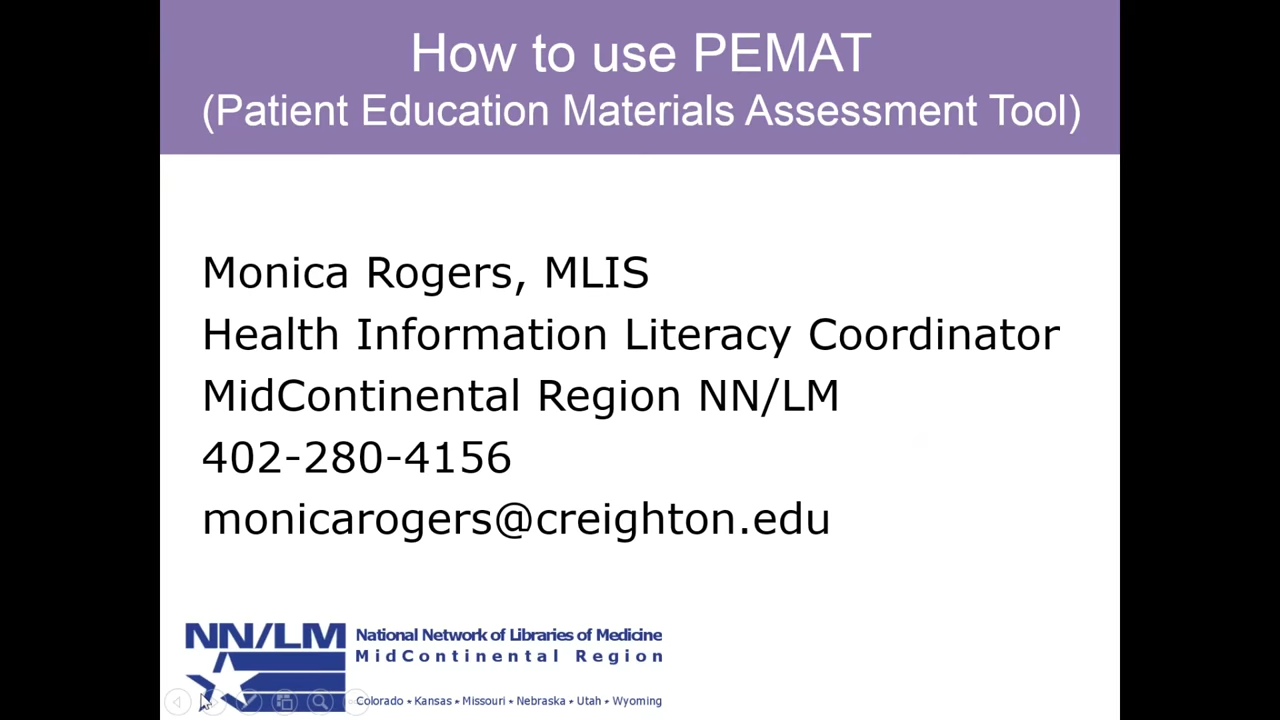 How to use PEMAT
(Patient Education Materials Assessment Tool)
Monica Rogers, MLIS
Health Information Literacy Coordinator
MidContinental Region NN/LM
402-280-4156
monicarogers@creighton.edu
NN/LM National Network of Libraries of Medicine
MidContinental Region
Colorado ★ Kansas ★ Missouri ★ Nebraska ★ Utah ★ Wyoming